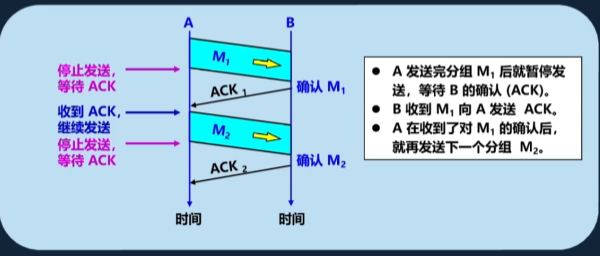 A
B
M₁
停止发送，
等待 ACK
ACK ₁
确认 M₁
收到 ACK，
继续发送
M₂
停止发送，
等待 ACK
ACK ₂
确认 M₂
时间
时间
● A 发送完分组 M₁ 后就暂停发
送，等待 B 的确认 (ACK)。
● B 收到 M₁ 向 A 发送 ACK。
● A 在收到了对 M₁ 的确认后，
就再发送下一个分组 M₂。